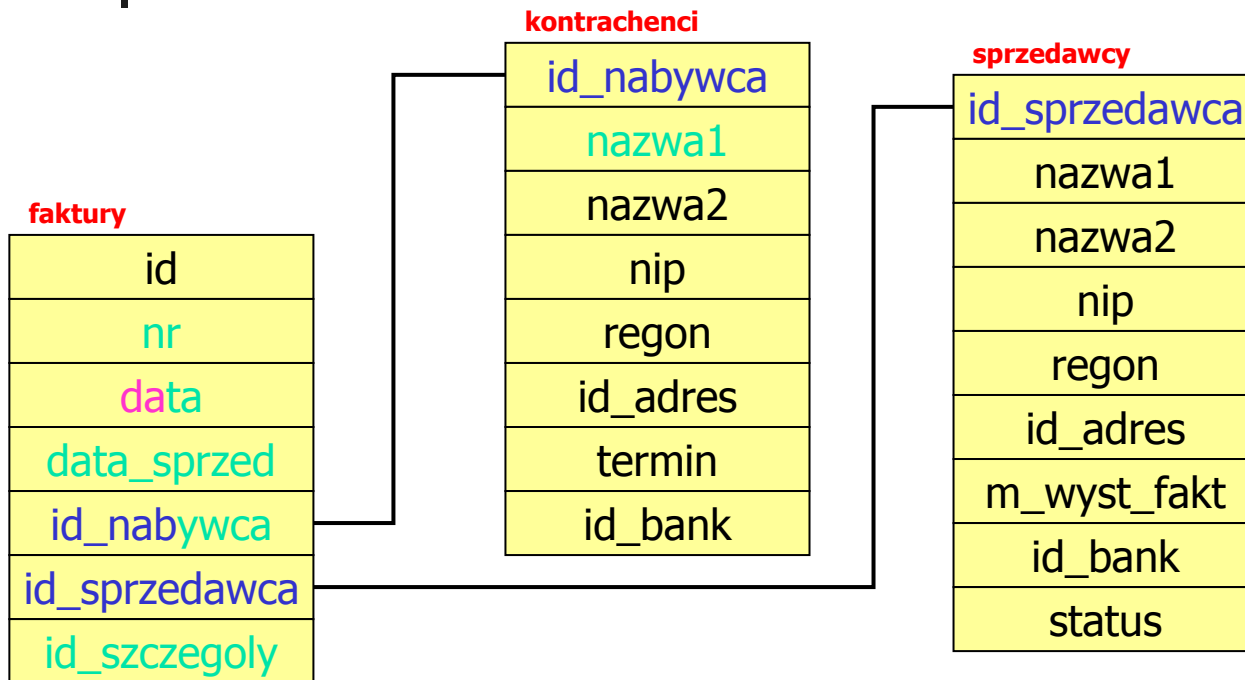 kontrachenci
id_nabywca
nazwa1
nazwa2
nip
regon
id_adres
termin
id_bank
sprzedawcy
id_sprzedawca
nazwa1
nazwa2
nip
regon
id_adres
m_wyst_fakt
id_bank
status
faktury
id
nr
data
data_sprzed
id_nabywca
id_sprzedawca
id_szczegoly